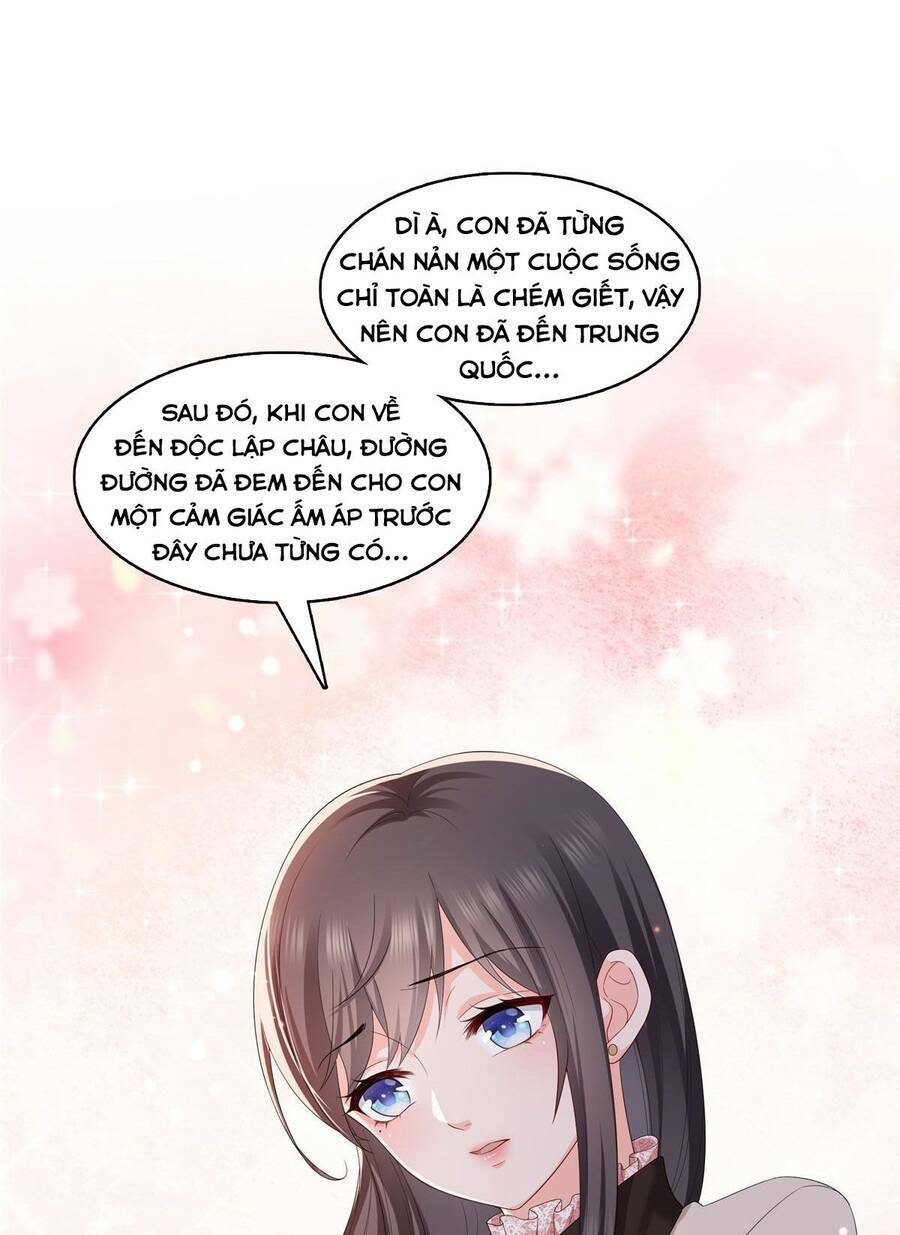 DÌ À, CON ĐÃ TỪNG
CHÁN NẢN MỘT CUỘC SỐNG
CHỈ TOÀN LÀ CHÉM GIẾT, VẬY
NÊN CON ĐÃ ĐẾN TRUNG
QUỐC...
SAU ĐÓ, KHI CON VỀ
ĐẾN ĐỘC LẬP CHÂU, ĐƯỜNG
ĐƯỜNG ĐÃ ĐEM ĐẾN CHO CON
MỘT CẢM GIÁC ẤM ÁP TRƯỚC
ĐÂY CHƯA TỪNG CÓ...